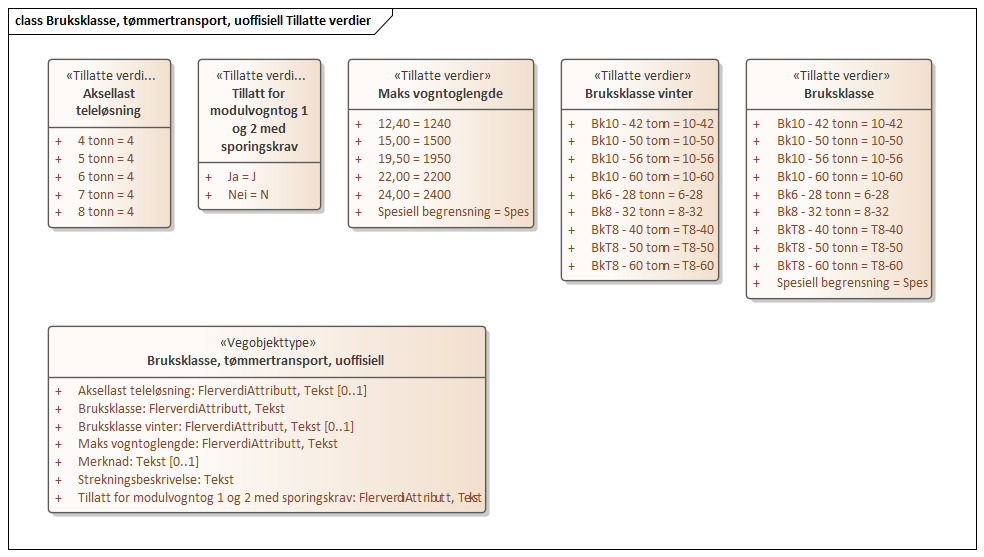 class Bruksklasse, tømmertransport, uoffisiell Tillatte verdier
«Tillatte verdi...
Aksellast
teleløsning
+ 4 tonn = 4
+ 5 tonn = 4
+ 6 tonn = 4
+ 7 tonn = 4
+ 8 tonn = 4
«Tillatte verdi...
Tillatt for
modulvogntog 1
og 2 med
sporingskrav
+ Ja = J
+ Nei = N
«Tillatte verdier»
Maks vogntoglengde
+ 12,40 = 1240
+ 15,00 = 1500
+ 19,50 = 1950
+ 22,00 = 2200
+ 24,00 = 2400
+ Spesiell begrensning = Spes
«Tillatte verdier»
Bruksklasse vinter
+ Bk10 - 42 tonn = 10-42
+ Bk10 - 50 tonn = 10-50
+ Bk10 - 56 tonn = 10-56
+ Bk10 - 60 tonn = 10-60
+ Bk6 - 28 tonn = 6-28
+ Bk8 - 32 tonn = 8-32
+ BkT8 - 40 tonn = T8-40
+ BkT8 - 50 tonn = T8-50
+ BkT8 - 60 tonn = T8-60
«Tillatte verdier»
Bruksklasse
+ Bk10 - 42 tonn = 10-42
+ Bk10 - 50 tonn = 10-50
+ Bk10 - 56 tonn = 10-56
+ Bk10 - 60 tonn = 10-60
+ Bk6 - 28 tonn = 6-28
+ Bk8 - 32 tonn = 8-32
+ BkT8 - 40 tonn = T8-40
+ BkT8 - 50 tonn = T8-50
+ BkT8 - 60 tonn = T8-60
+ Spesiell begrensning = Spes
«Vegobjekttype»
Bruksklasse, tømmertransport, uoffisiell
+ Aksellast teleløsning: FlerverdiAttributt, Tekst [0..1]
+ Bruksklasse: FlerverdiAttributt, Tekst
+ Bruksklasse vinter: FlerverdiAttributt, Tekst [0..1]
+ Maks vogntoglengde: FlerverdiAttributt, Tekst
+ Merknad: Tekst [0..1]
+ Strekningsbeskrivelse: Tekst
+ Tillatt for modulvogntog 1 og 2 med sporingskrav: FlerverdiAttributt, Tekst